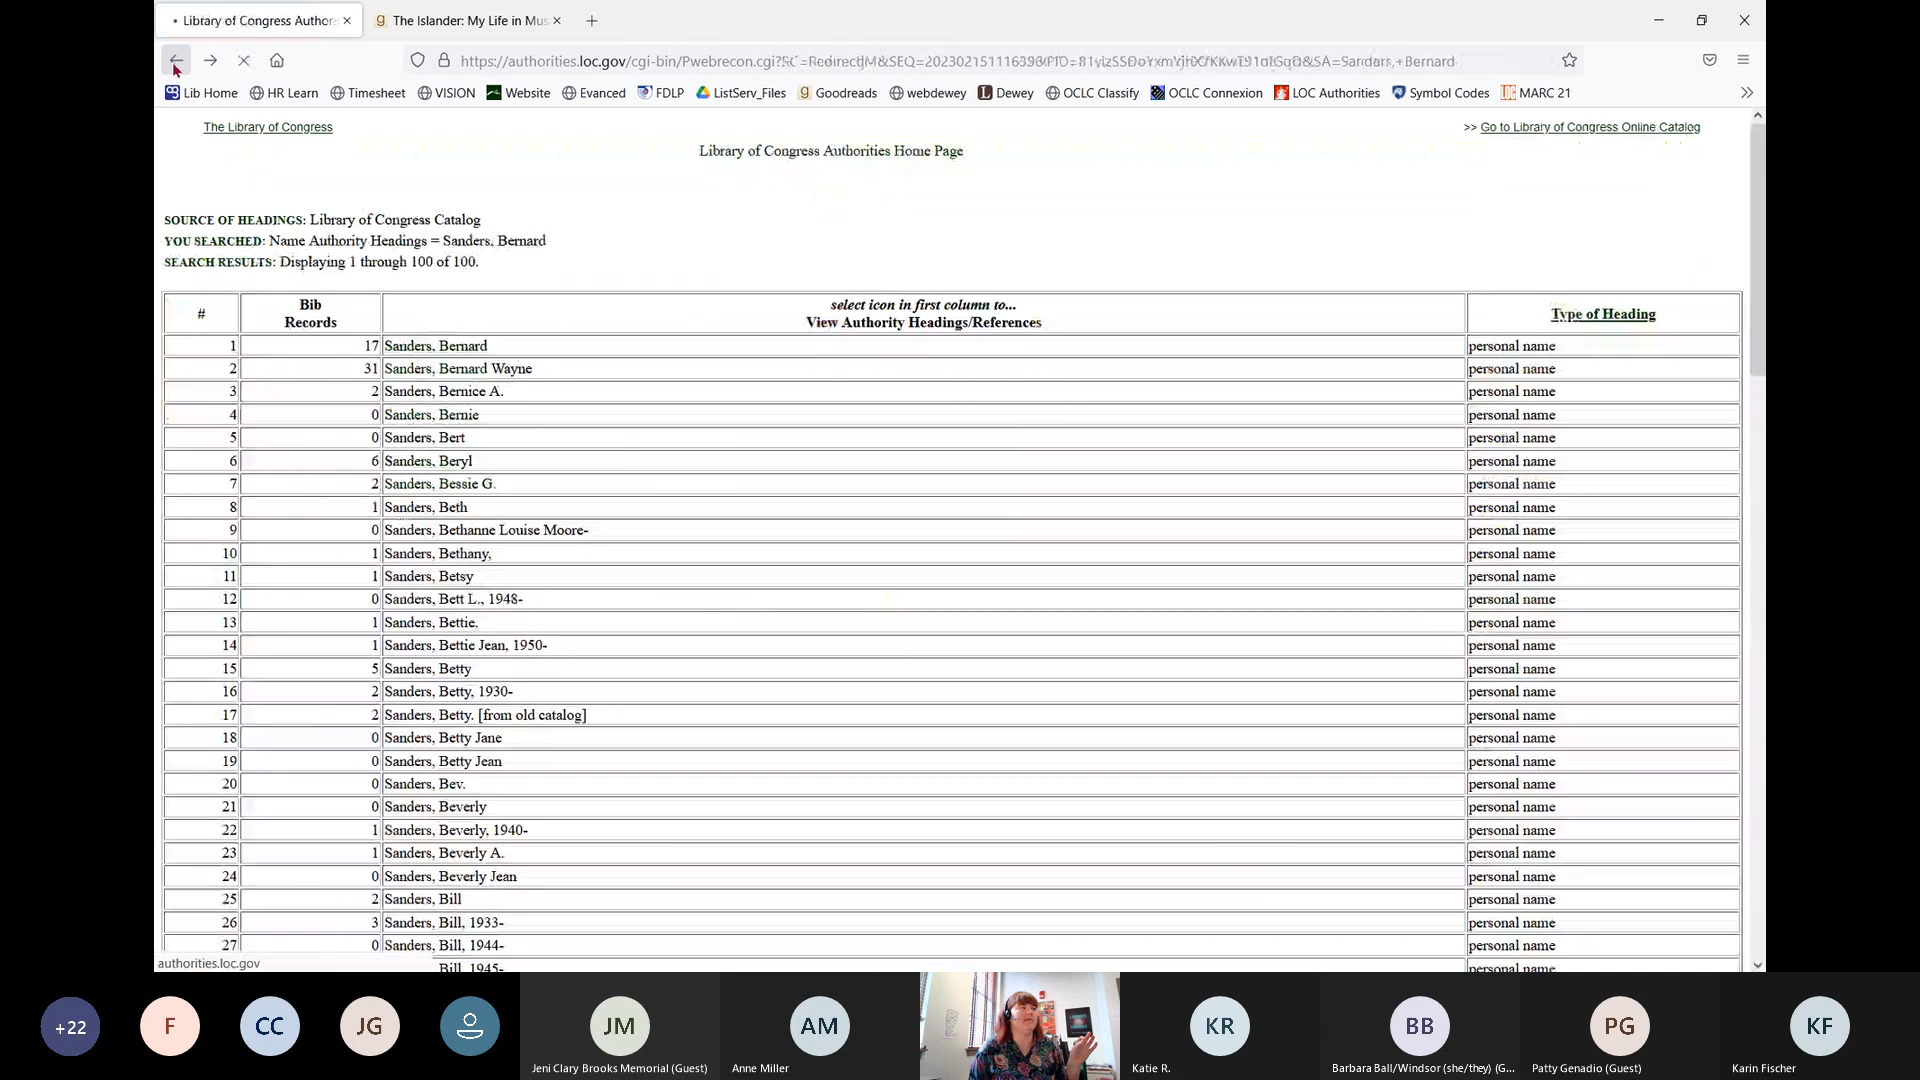 Library of Congress Author
The Islander: My Life in Mus
Lib Home HR Learn Timesheet VISION Website Evanced FDLP ListServ_Files Goodreads webdewey Dewey OCLC Classify OCLC Connexion LOC Authorities Symbol Codes MARC 21
The Library of Congress
>> Go to Library of Congress Online Catalog
Library of Congress Authorities Home Page
SOURCE OF HEADINGS: Library of Congress Catalog
YOU SEARCHED: Name Authority Headings = Sanders, Bernard
SEARCH RESULTS: Displaying 1 through 100 of 100.
# Bib Records select icon in first column to... View Authority Headings/References Type of Heading
1 17 Sanders, Bernard personal name
2 31 Sanders, Bernard Wayne personal name
3 2 Sanders, Bernice A. personal name
4 0 Sanders, Bernie personal name
5 0 Sanders, Bert personal name
6 6 Sanders, Beryl personal name
7 2 Sanders, Bessie G. personal name
8 1 Sanders, Beth personal name
9 0 Sanders, Bethanne Louise Moore- personal name
10 1 Sanders, Bethany, personal name
11 1 Sanders, Betsy personal name
12 0 Sanders, Bett L., 1948- personal name
13 1 Sanders, Bettie. personal name
14 1 Sanders, Bettie Jean, 1950- personal name
15 5 Sanders, Betty personal name
16 2 Sanders, Betty, 1930- personal name
17 2 Sanders, Betty. [from old catalog] personal name
18 0 Sanders, Betty Jane personal name
19 0 Sanders, Betty Jean personal name
20 0 Sanders, Bev. personal name
21 0 Sanders, Beverly personal name
22 1 Sanders, Beverly, 1940- personal name
23 1 Sanders, Beverly A. personal name
24 0 Sanders, Beverly Jean personal name
25 2 Sanders, Bill personal name
26 3 Sanders, Bill, 1933- personal name
27 0 Sanders, Bill, 1944- personal name
Bill, 1945- personal name
authorities.loc.gov
+22 F CC JG JM AM KR BB PG KF
Jeni Clary Brooks Memorial (Guest) Anne Miller Katie R. Barbara Ball/Windsor (she/they) (G... Patty Genadio (Guest) Karin Fischer